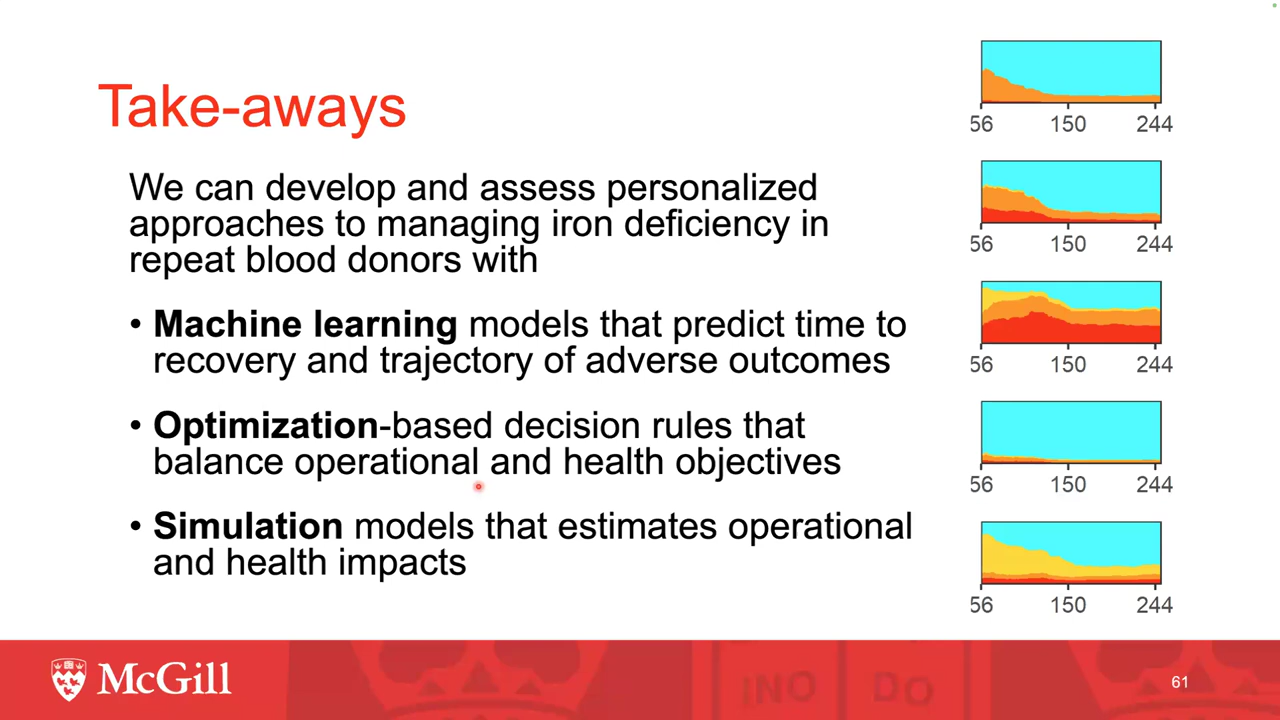 Take-aways
We can develop and assess personalized
approaches to managing iron deficiency in
repeat blood donors with
• Machine learning models that predict time to
recovery and trajectory of adverse outcomes
• Optimization-based decision rules that
balance operational and health objectives
• Simulation models that estimates operational
and health impacts
56 150 244
56 150 244
56 150 244
56 150 244
56 150 244
McGill
INO DO
61